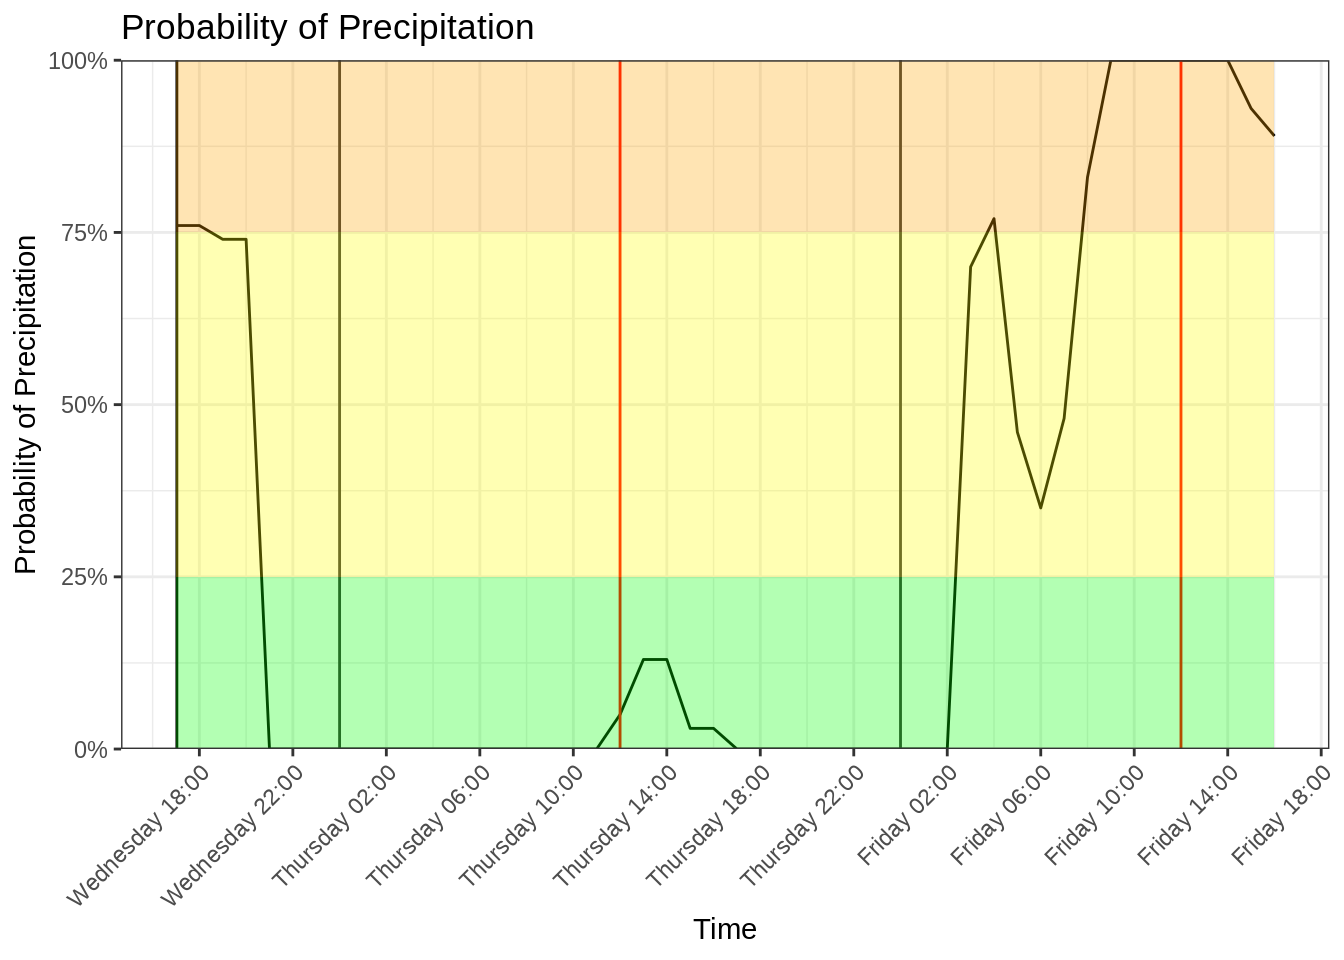 Probability of Precipitation
Probability of Precipitation
100%
75%
50%
25%
0%
Wednesday 18:00
Wednesday 22:00
Thursday 02:00
Thursday 06:00
Thursday 10:00
Thursday 14:00
Thursday 18:00
Thursday 22:00
Friday 02:00
Friday 06:00
Friday 10:00
Friday 14:00
Friday 18:00
Time